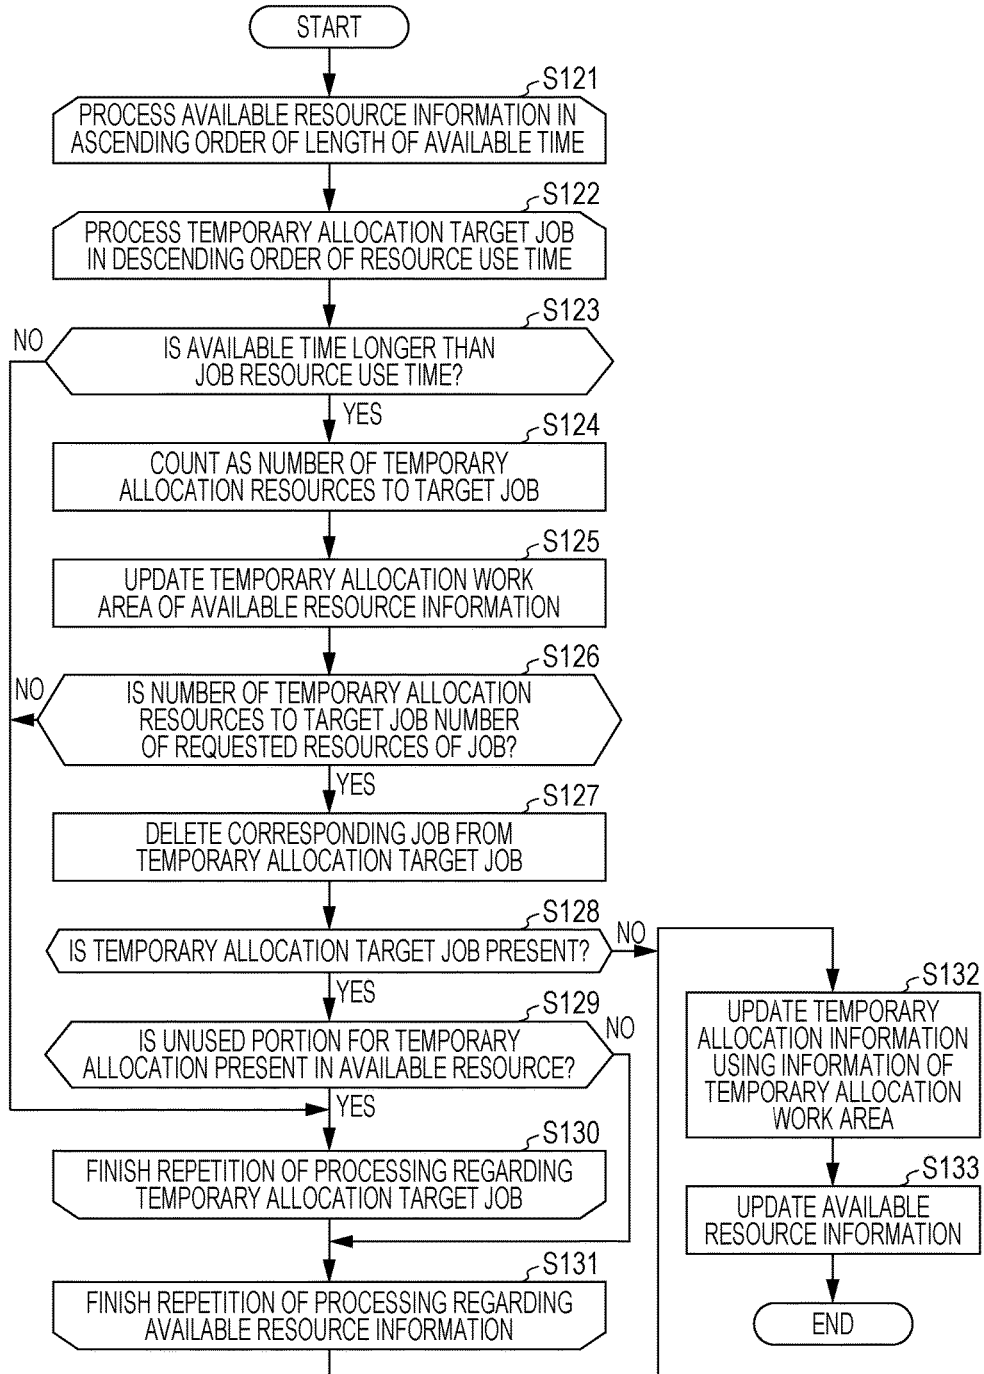 START
S121
PROCESS AVAILABLE RESOURCE INFORMATION IN
ASCENDING ORDER OF LENGTH OF AVAILABLE TIME
S122
PROCESS TEMPORARY ALLOCATION TARGET JOB
IN DESCENDING ORDER OF RESOURCE USE TIME
S123
NO
IS AVAILABLE TIME LONGER THAN
JOB RESOURCE USE TIME?
YES
S124
COUNT AS NUMBER OF TEMPORARY
ALLOCATION RESOURCES TO TARGET JOB
S125
UPDATE TEMPORARY ALLOCATION WORK
AREA OF AVAILABLE RESOURCE INFORMATION
S126
NO
IS NUMBER OF TEMPORARY ALLOCATION
RESOURCES TO TARGET JOB NUMBER
OF REQUESTED RESOURCES OF JOB?
YES
S127
DELETE CORRESPONDING JOB FROM
TEMPORARY ALLOCATION TARGET JOB
S128
IS TEMPORARY ALLOCATION TARGET JOB PRESENT?
NO
YES
S129
IS UNUSED PORTION FOR TEMPORARY
ALLOCATION PRESENT IN AVAILABLE RESOURCE?
NO
YES
S130
FINISH REPETITION OF PROCESSING REGARDING
TEMPORARY ALLOCATION TARGET JOB
S131
FINISH REPETITION OF PROCESSING REGARDING
AVAILABLE RESOURCE INFORMATION
S132
UPDATE TEMPORARY
ALLOCATION INFORMATION
USING INFORMATION OF
TEMPORARY ALLOCATION
WORK AREA
S133
UPDATE AVAILABLE
RESOURCE INFORMATION
END